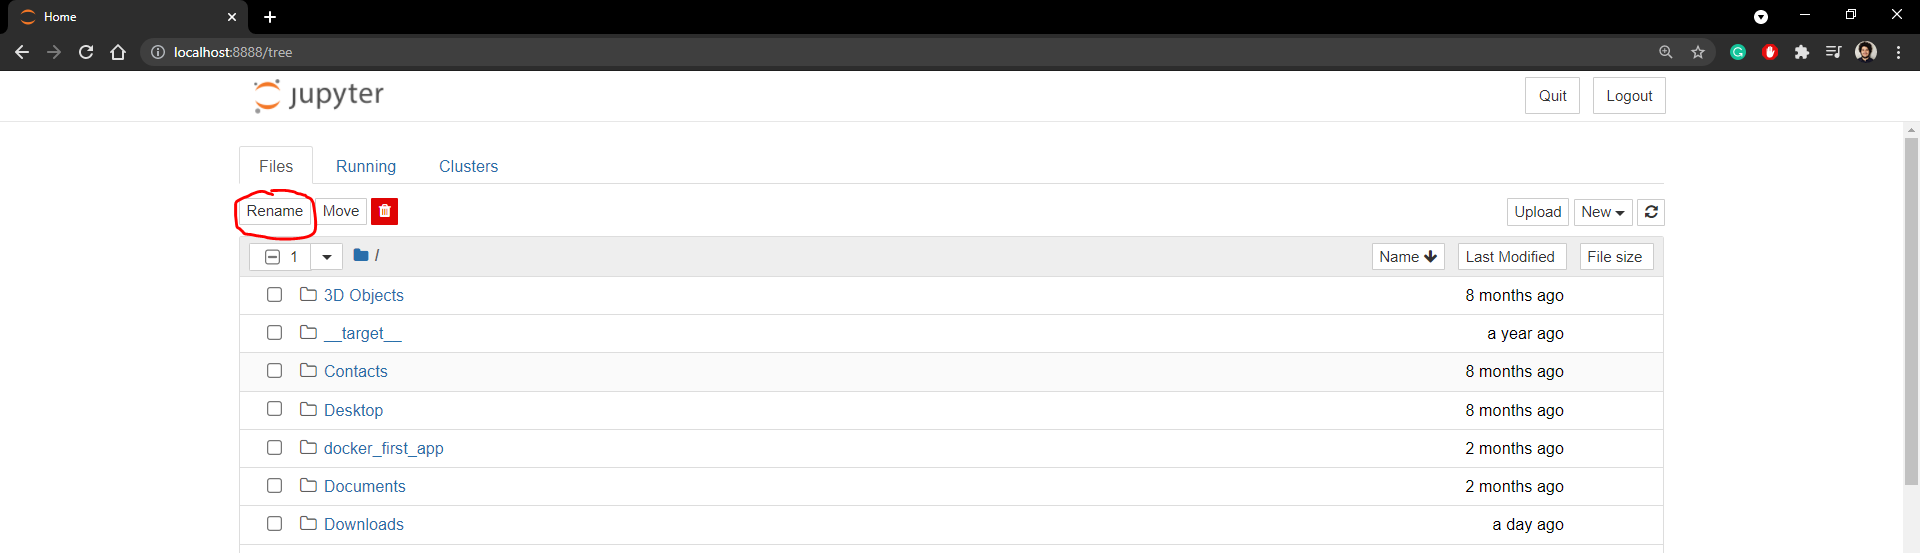 Home
localhost:8888/tree
jupyter
Quit Logout
Files Running Clusters
Rename Move Upload New
1 / Name Last Modified File size
3D Objects 8 months ago
__target__ a year ago
Contacts 8 months ago
Desktop 8 months ago
docker_first_app 2 months ago
Documents 2 months ago
Downloads a day ago